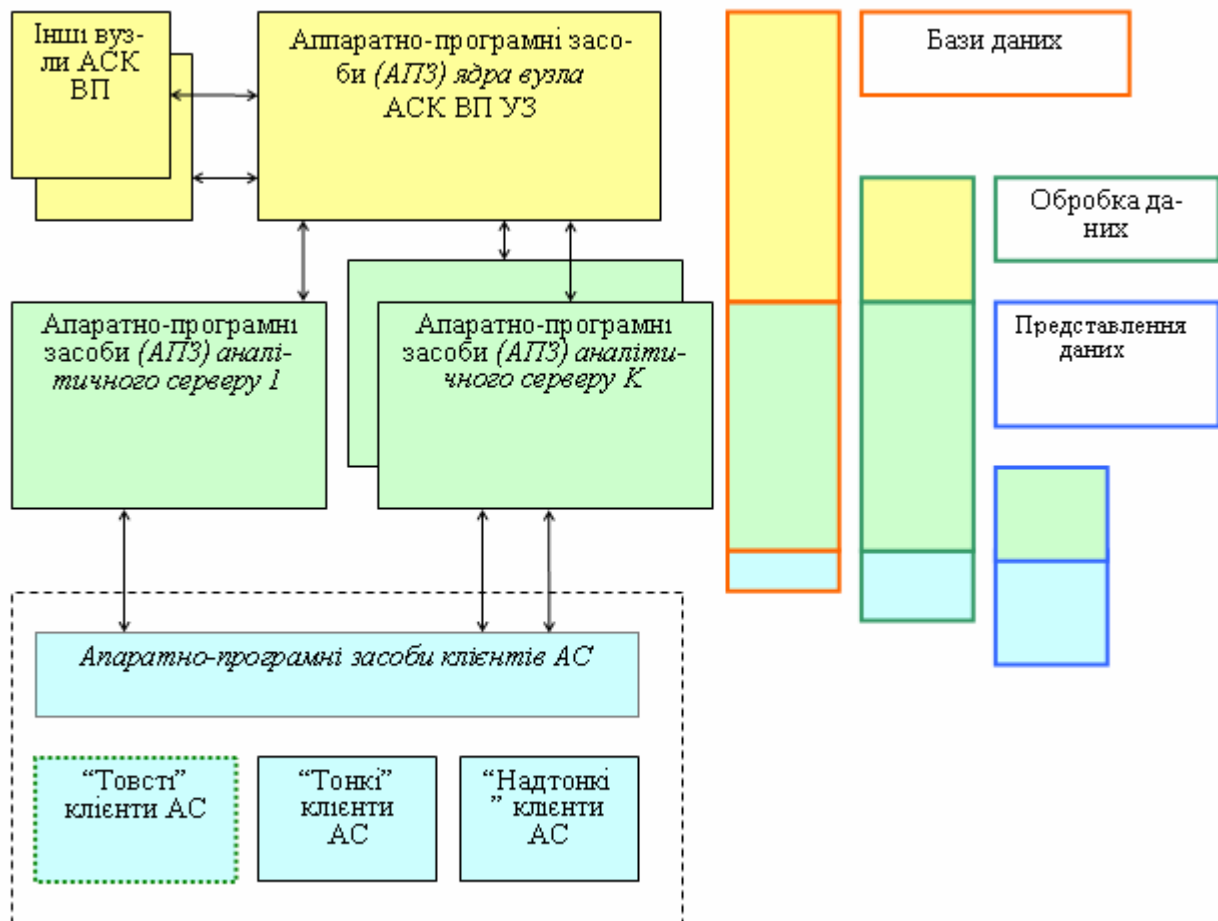 Інші вуз-
ли АСК
ВП
Аппаратно-програмні засо-
би (АПЗ) ядра вузла
АСК ВП УЗ
Бази даних
Обробка да-
них
Представлення
даних
Апаратно-програмні
засоби (АПЗ) аналі-
тичного серверу 1
Апаратно-програмні
засоби (АПЗ) аналіти-
чного серверу К
Апаратно-програмні засоби клієнтів АС
“Товсті”
клієнти АС
“Тонкі”
клієнти
АС
“Надтонкі
” клієнти
АС